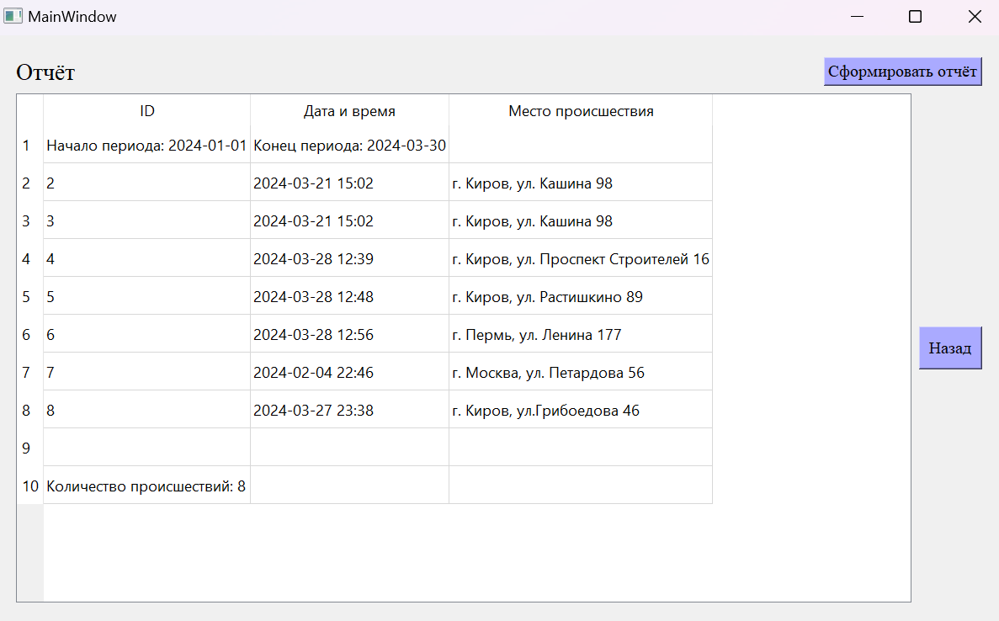 MainWindow
Отчёт
Сформировать отчёт
ID Дата и время Место происшествия
1 Начало периода: 2024-01-01 Конец периода: 2024-03-30
2 2 2024-03-21 15:02 г. Киров, ул. Кашина 98
3 3 2024-03-21 15:02 г. Киров, ул. Кашина 98
4 4 2024-03-28 12:39 г. Киров, ул. Проспект Строителей 16
5 5 2024-03-28 12:48 г. Киров, ул. Растишкино 89
6 6 2024-03-28 12:56 г. Пермь, ул. Ленина 177
7 7 2024-02-04 22:46 г. Москва, ул. Петардова 56
8 8 2024-03-27 23:38 г. Киров, ул.Грибоедова 46
9
10 Количество происшествий: 8
Назад